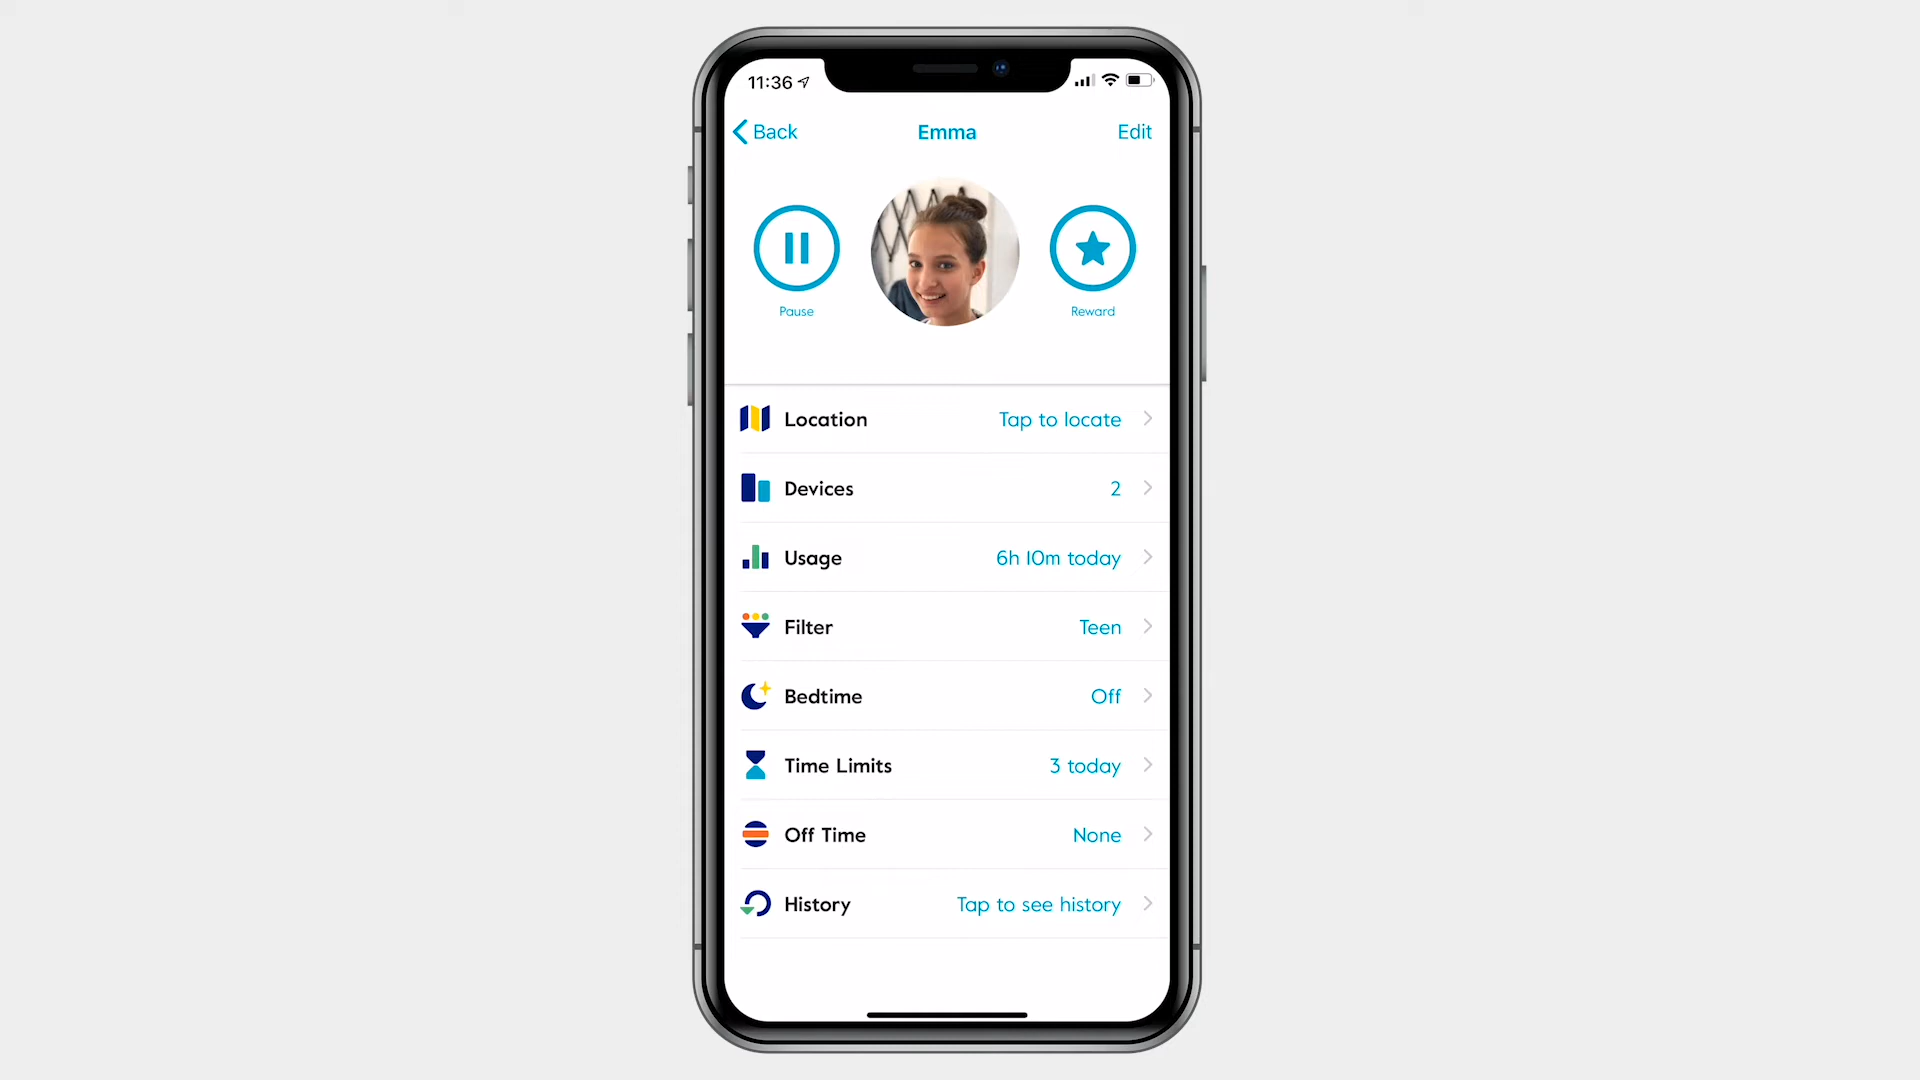 11:36
Back Emma Edit
Pause Reward
Location Tap to locate
Devices 2
Usage 6h 10m today
Filter Teen
Bedtime Off
Time Limits 3 today
Off Time None
History Tap to see history